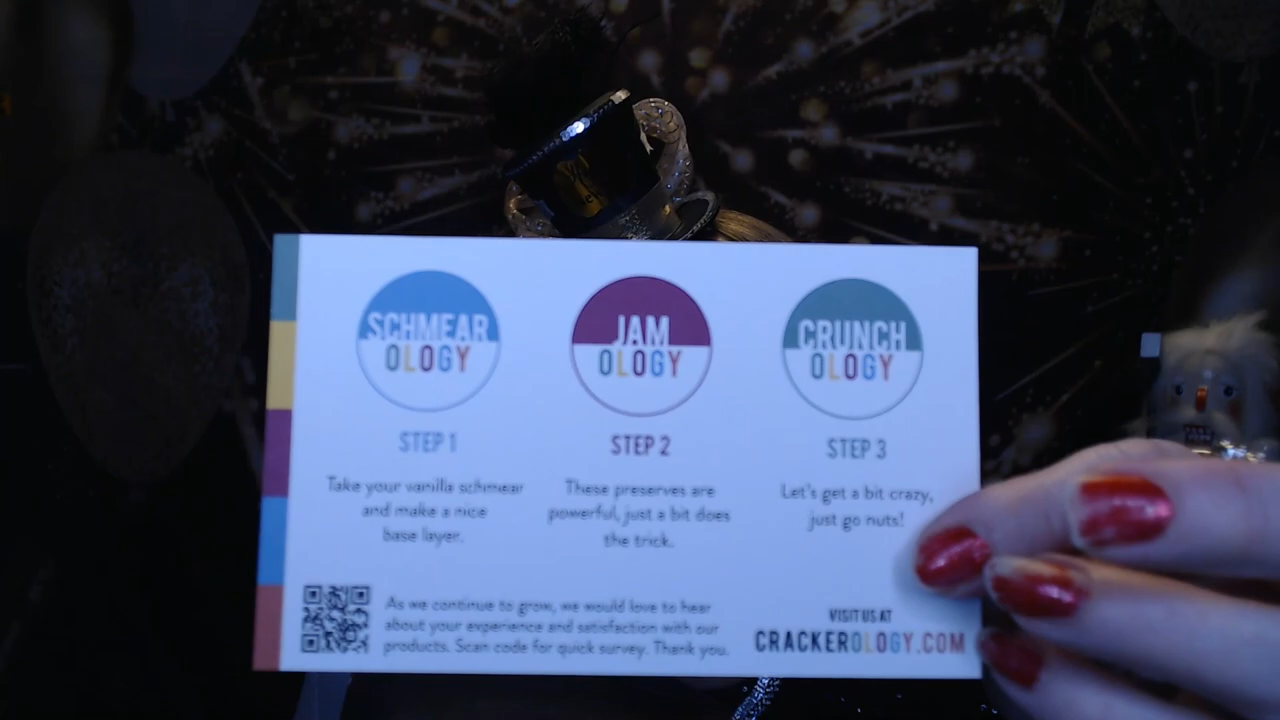 SCHMEAR
OLOGY
JAM
OLOGY
CRUNCH
OLOGY
STEP 1
STEP 2
STEP 3
Take your vanilla schmear
and make a nice
base layer.
These preserves are
powerful, just a bit does
the trick.
Let's get a bit crazy,
just go nuts!
As we continue to grow, we would love to hear
about your experience and satisfaction with our
products. Scan code for quick survey. Thank you.
VISIT US AT
CRACKEROLOGY.COM